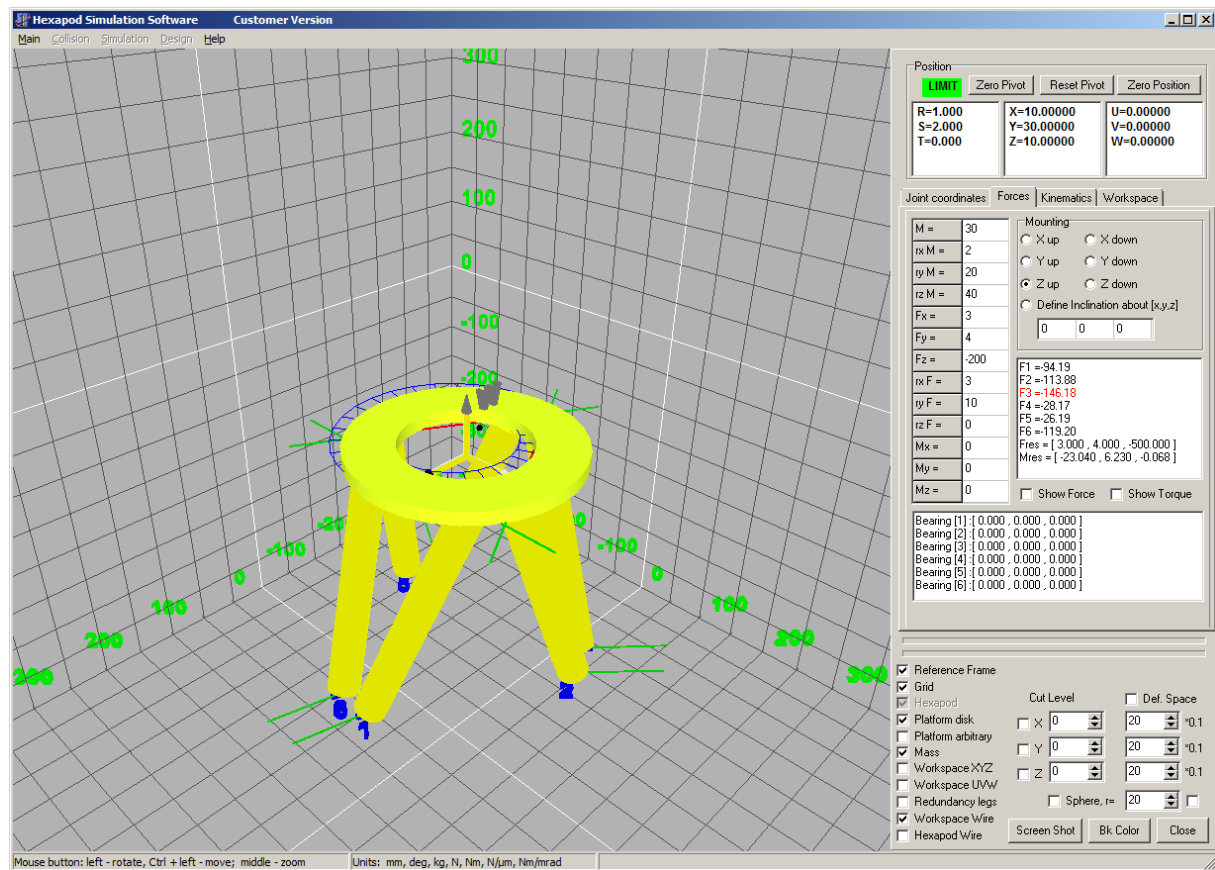 Hexapod Simulation Software Customer Version
Main Collision Simulation Design Help
300
200
100
0
-100
-200
-20
-100
0
100
200
-100
0
100
200
300
6
1
2
Position
LIMIT Zero Pivot Reset Pivot Zero Position
R=1.000 X=10.00000 U=0.00000
S=2.000 Y=30.00000 V=0.00000
T=0.000 Z=10.00000 W=0.00000
Joint coordinates Forces Kinematics Workspace
M = 30
rx M = 2
ry M = 20
rz M = 40
Fx = 3
Fy = 4
Fz = -200
rx F = 3
ry F = 10
rz F = 0
Mx = 0
My = 0
Mz = 0
Mounting
X up X down
Y up Y down
Z up Z down
Define Inclination about [x,y,z]
0 0 0
F1 =-94.19
F2 =-113.88
F3 =-146.18
F4 =-28.17
F5 =-26.19
F6 =-119.20
Fres = [ 3.000 , 4.000 , -500.000 ]
Mres = [ -23.040 , 6.230 , -0.068 ]
Show Force Show Torque
Bearing [1] :[ 0.000 , 0.000 , 0.000 ]
Bearing [2] :[ 0.000 , 0.000 , 0.000 ]
Bearing [3] :[ 0.000 , 0.000 , 0.000 ]
Bearing [4] :[ 0.000 , 0.000 , 0.000 ]
Bearing [5] :[ 0.000 , 0.000 , 0.000 ]
Bearing [6] :[ 0.000 , 0.000 , 0.000 ]
Reference Frame
Grid
Hexapod
Platform disk
Platform arbitrary
Mass
Workspace XYZ
Workspace UVW
Redundancy legs
Workspace Wire
Hexapod Wire
Cut Level Def. Space
X 0 20 *0.1
Y 0 20 *0.1
Z 0 20 *0.1
Sphere, r= 20
Screen Shot Bk Color Close
Mouse button: left - rotate, Ctrl + left - move; middle - zoom
Units: mm, deg, kg, N, Nm, N/µm, Nm/mrad